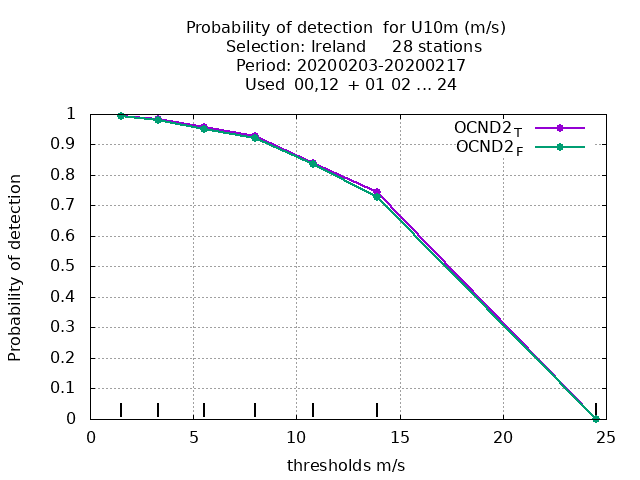 Probability of detection for U10m (m/s)
Selection: Ireland 28 stations
Period: 20200203-20200217
Used 00,12 + 01 02 ... 24
OCND2_T
OCND2_F
Probability of detection
1
0.9
0.8
0.7
0.6
0.5
0.4
0.3
0.2
0.1
0
0 5 10 15 20 25
thresholds m/s